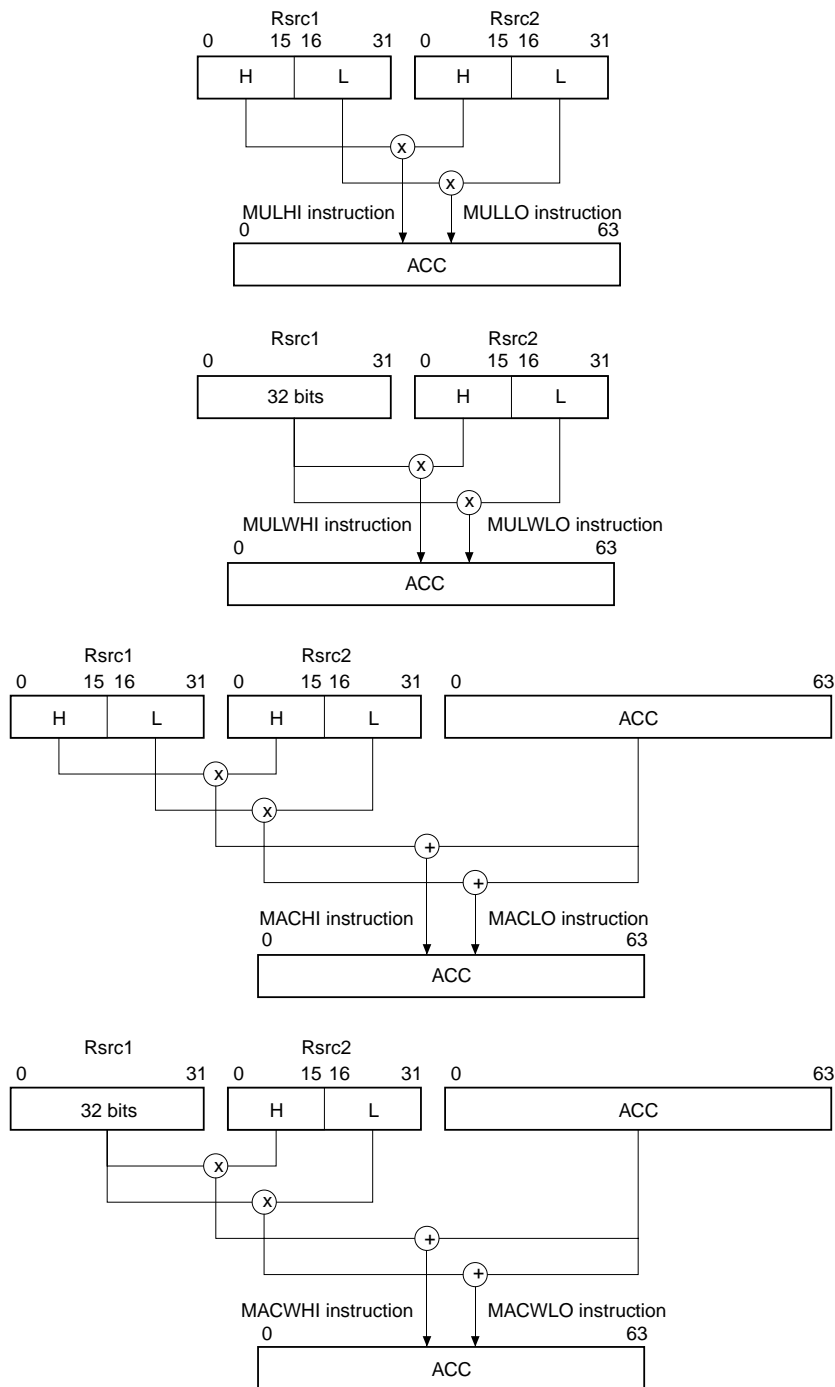 Rsrc1 Rsrc2
0 15 16 31 0 15 16 31
H L H L
x
x
MULHI instruction MULLO instruction
0 63
ACC
Rsrc1 Rsrc2
0 31 0 15 16 31
32 bits H L
x
x
MULWHI instruction MULWLO instruction
0 63
ACC
Rsrc1 Rsrc2
0 15 16 31 0 15 16 31 0 63
H L H L ACC
x
x
+
+
MACHI instruction MACLO instruction
0 63
ACC
Rsrc1 Rsrc2
0 31 0 15 16 31 0 63
32 bits H L ACC
x
x
+
+
MACWHI instruction MACWLO instruction
0 63
ACC